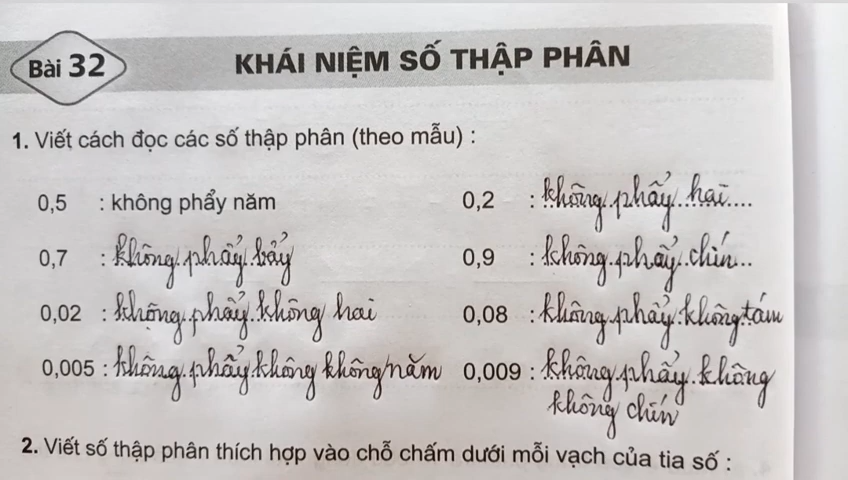 Bài 32
KHÁI NIỆM SỐ THẬP PHÂN
1. Viết cách đọc các số thập phân (theo mẫu) :
0,5 : không phẩy năm 0,2 : không phẩy hai
0,7 : không phẩy bảy 0,9 : không phẩy chín
0,02 : không phẩy không hai 0,08 : không phẩy không tám
0,005 : không phẩy không không năm 0,009 : không phẩy không
không chín
2. Viết số thập phân thích hợp vào chỗ chấm dưới mỗi vạch của tia số :